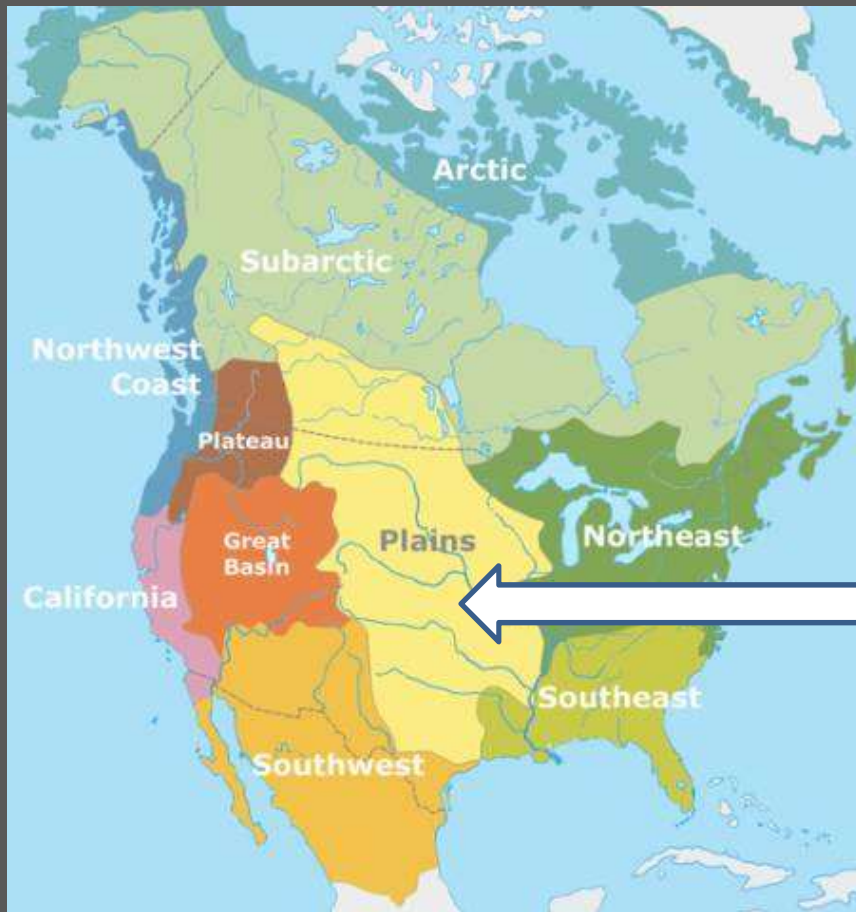 Arctic
Subarctic
Northwest
Coast
Plateau
Great
Basin
Plains
Northeast
California
Southeast
Southwest